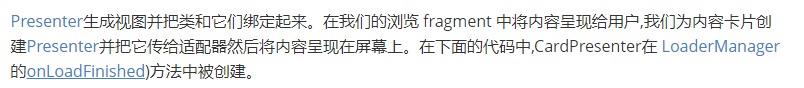 Presenter生成视图并把类和它们绑定起来。在我们的浏览 fragment 中将内容呈现给用户,我们为内容卡片创
建Presenter并把它传给适配器然后将内容呈现在屏幕上。在下面的代码中,CardPresenter在 LoaderManager
的onLoadFinished)方法中被创建。